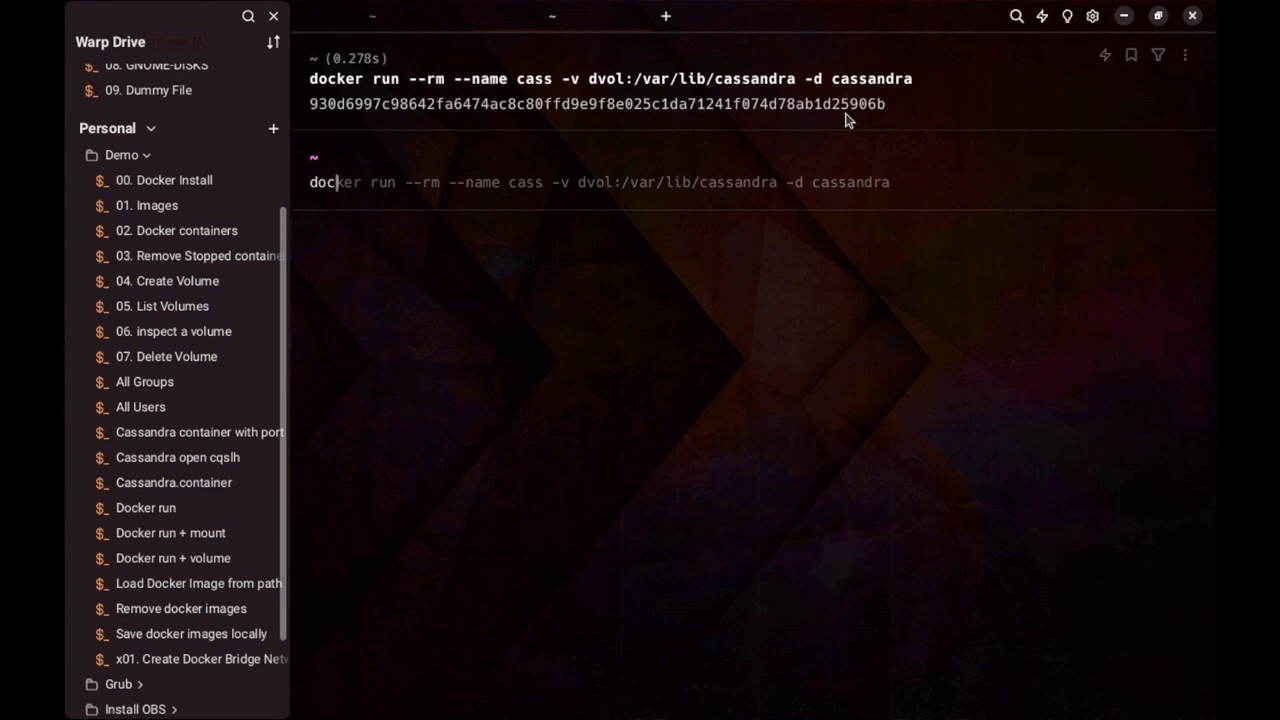 Warp Drive
08. GNOME-DISKS
$_ 09. Dummy File
Personal
Demo
$_ 00. Docker Install
$_ 01. Images
$_ 02. Docker containers
$_ 03. Remove Stopped containe
$_ 04. Create Volume
$_ 05. List Volumes
$_ 06. inspect a volume
$_ 07. Delete Volume
$_ All Groups
$_ All Users
$_ Cassandra container with port
$_ Cassandra open cqslh
$_ Cassandra.container
$_ Docker run
$_ Docker run + mount
$_ Docker run + volume
$_ Load Docker Image from path
$_ Remove docker images
$_ Save docker images locally
$_ x01. Create Docker Bridge Netw
Grub
Install OBS
~
~
~ (0.278s)
docker run --rm --name cass -v dvol:/var/lib/cassandra -d cassandra
930d6997c98642fa6474ac8c80ffd9e9f8e025c1da71241f074d78ab1d25906b
~
docker run --rm --name cass -v dvol:/var/lib/cassandra -d cassandra